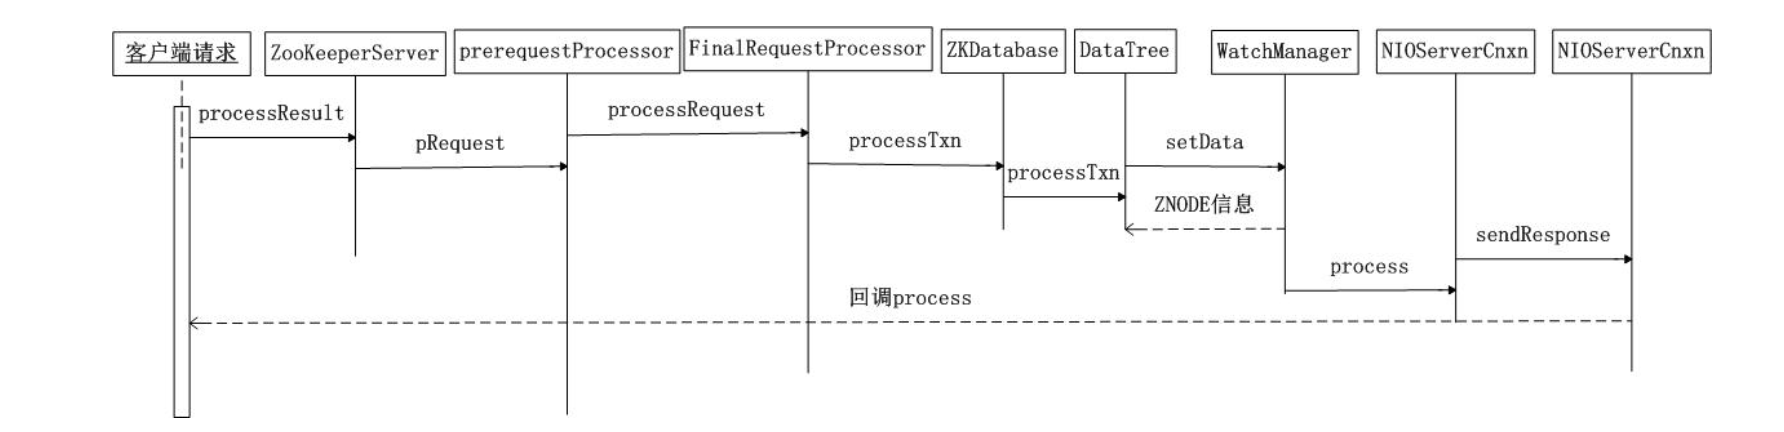 客户端请求
ZooKeeperServer
prerequestProcessor
FinalRequestProcessor
ZKDatabase
DataTree
WatchManager
NIOServerCnxn
NIOServerCnxn
processResult
processRequest
pRequest
processTxn
setData
processTxn
ZNODE信息
sendResponse
process
回调process